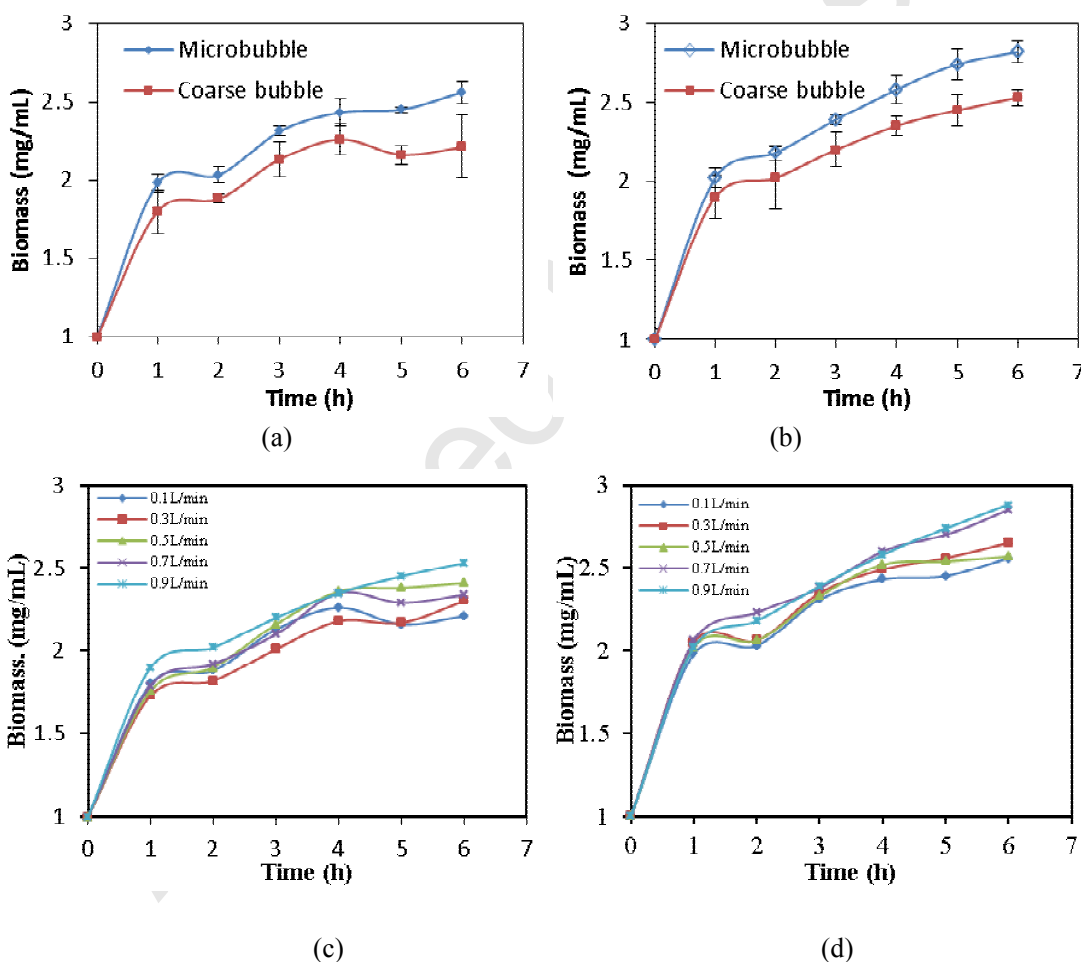 3
2.5
2
1.5
1
Biomass (mg/mL)
Microbubble
Coarse bubble
0 1 2 3 4 5 6 7
Time (h)
(a)
3
2.5
2
1.5
1
Biomass (mg/mL)
Microbubble
Coarse bubble
0 1 2 3 4 5 6 7
Time (h)
(b)
3
2.5
2
1.5
1
Biomass. (mg/mL)
0.1L/min
0.3L/min
0.5L/min
0.7L/min
0.9L/min
0 1 2 3 4 5 6 7
Time (h)
(c)
3
2.5
2
1.5
1
Biomass (mg/mL)
0.1L/min
0.3L/min
0.5L/min
0.7L/min
0.9L/min
0 1 2 3 4 5 6 7
Time (h)
(d)